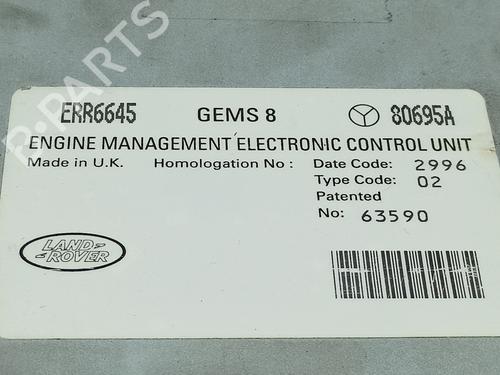 B-PARTS
ERR6645 GEMS 8 80695A
ENGINE MANAGEMENT ELECTRONIC CONTROL UNIT
Made in U.K. Homologation No : Date Code: 2996
Type Code: 02
Patented
No: 63590
LAND
ROVER